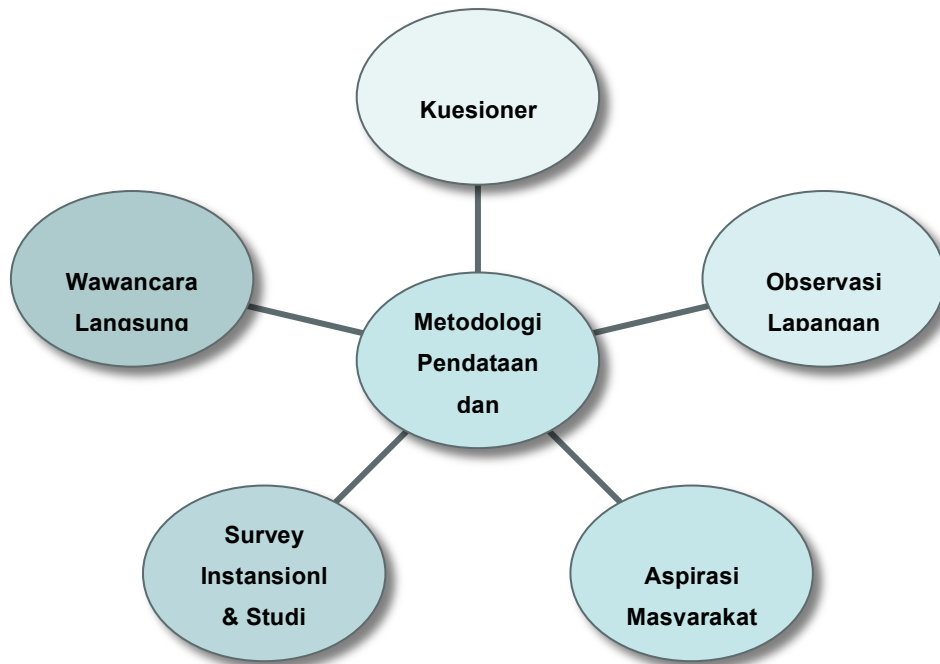 Kuesioner
Wawancara
Langsung
Observasi
Lapangan
Metodologi
Pendataan
dan
Survey
Instansionl
& Studi
Aspirasi
Masyarakat